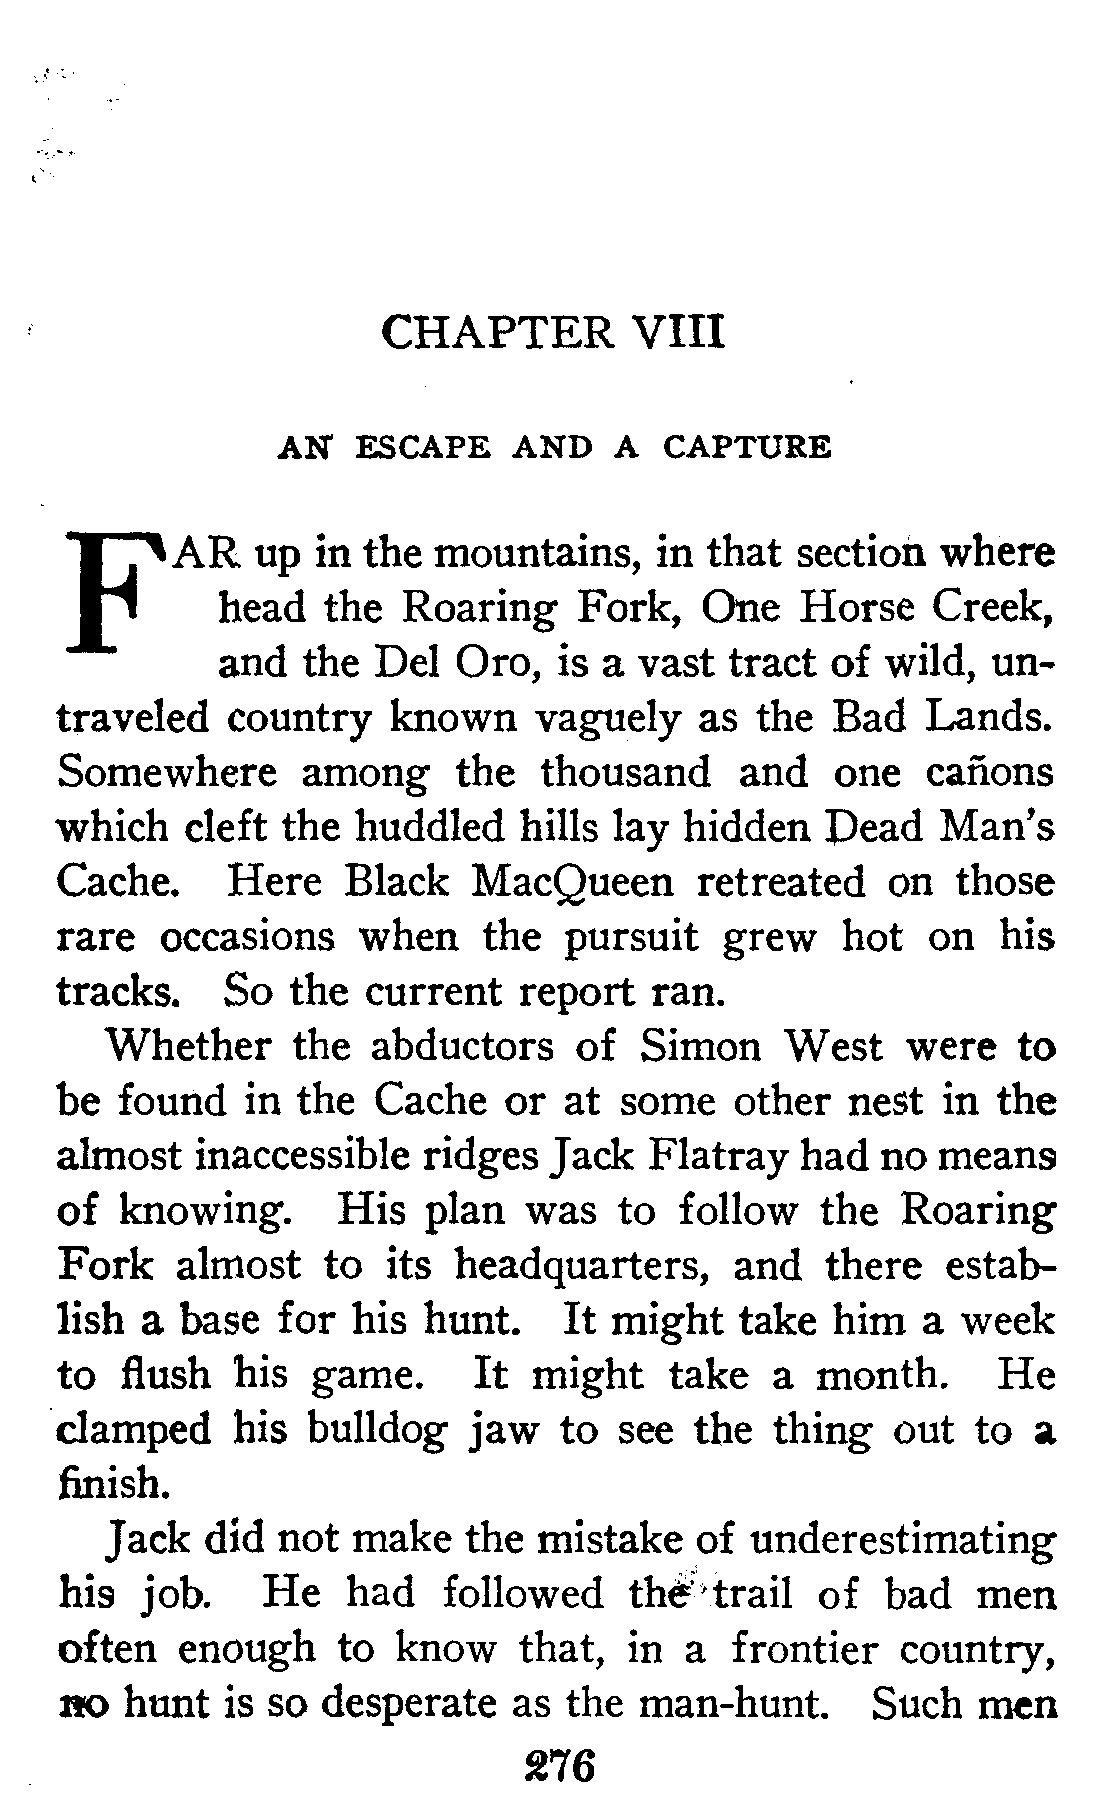 CHAPTER VIII
AN ESCAPE AND A CAPTURE
FAR up in the mountains, in that section where
head the Roaring Fork, One Horse Creek,
and the Del Oro, is a vast tract of wild, un-
traveled country known vaguely as the Bad Lands.
Somewhere among the thousand and one cañons
which cleft the huddled hills lay hidden Dead Man's
Cache. Here Black MacQueen retreated on those
rare occasions when the pursuit grew hot on his
tracks. So the current report ran.
Whether the abductors of Simon West were to
be found in the Cache or at some other nest in the
almost inaccessible ridges Jack Flatray had no means
of knowing. His plan was to follow the Roaring
Fork almost to its headquarters, and there estab-
lish a base for his hunt. It might take him a week
to flush his game. It might take a month. He
clamped his bulldog jaw to see the thing out to a
finish.
Jack did not make the mistake of underestimating
his job. He had followed the trail of bad men
often enough to know that, in a frontier country,
no hunt is so desperate as the man-hunt. Such men
276